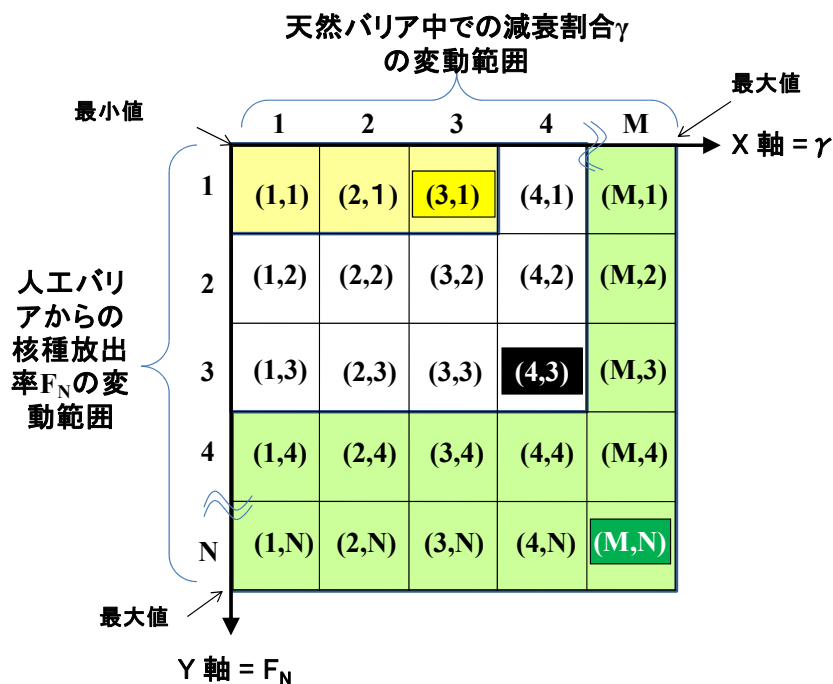 天然バリア中での減衰割合γ
の変動範囲
最小値
最大値
1 2 3 4 M
X 軸 = γ
1 (1,1) (2,1) (3,1) (4,1) (M,1)
2 (1,2) (2,2) (3,2) (4,2) (M,2)
人工バリ
アからの
核種放出
率FNの変
動範囲
3 (1,3) (2,3) (3,3) (4,3) (M,3)
4 (1,4) (2,4) (3,4) (4,4) (M,4)
N (1,N) (2,N) (3,N) (4,N) (M,N)
最大値
Y 軸 = FN